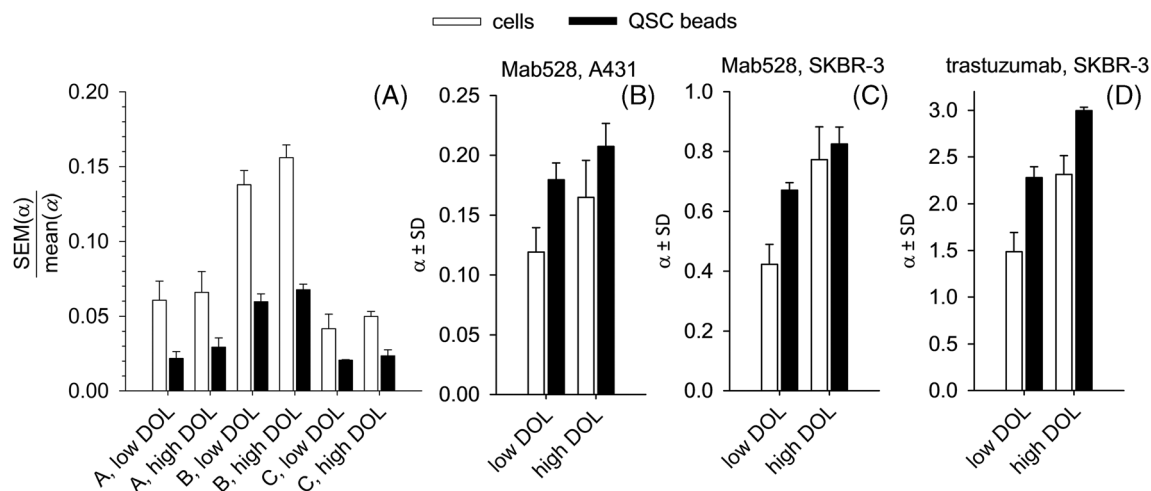 cells QSC beads
(A)
SEM(α)
mean(α)
0.20
0.15
0.10
0.05
0.00
A, low DOL
A, high DOL
B, low DOL
B, high DOL
C, low DOL
C, high DOL
Mab528, A431
(B)
α ± SD
0.25
0.20
0.15
0.10
0.05
0.00
low DOL
high DOL
Mab528, SKBR-3
(C)
α ± SD
1.0
0.8
0.6
0.4
0.2
0.0
low DOL
high DOL
trastuzumab, SKBR-3
(D)
α ± SD
3.0
2.5
2.0
1.5
1.0
0.5
0.0
low DOL
high DOL